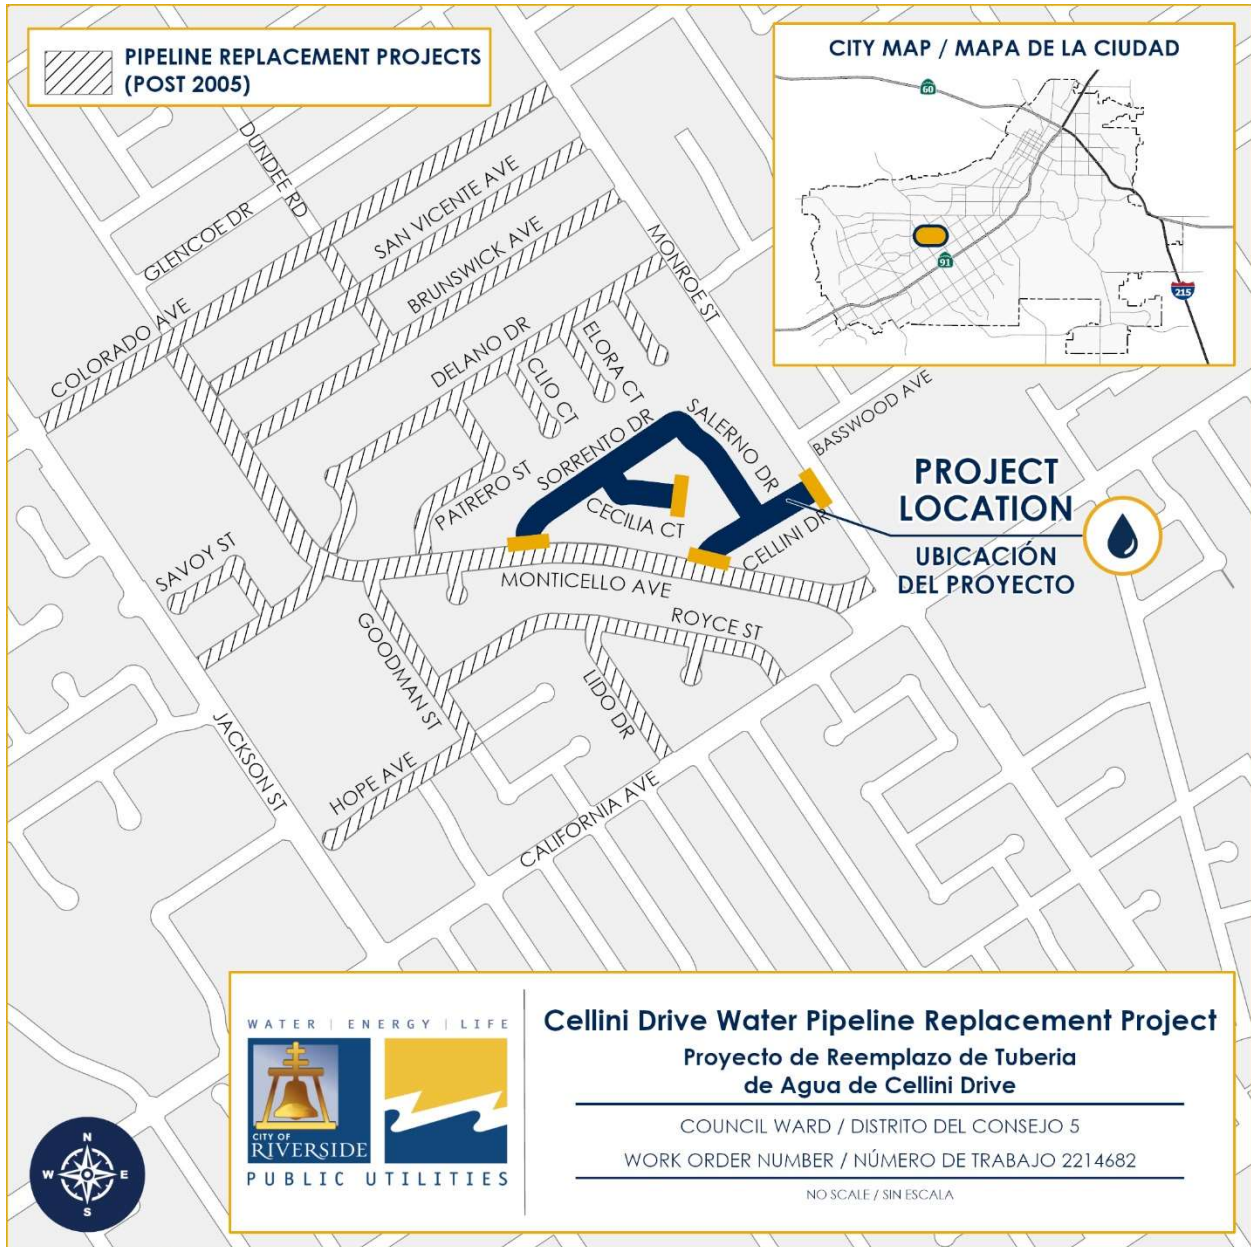 PIPELINE REPLACEMENT PROJECTS
(POST 2005)
CITY MAP / MAPA DE LA CIUDAD
60
91
215
DUNDEE RD
GLENCOE DR
SAN VICENTE AVE
BRUNSWICK AVE
MONROE ST
COLORADO AVE
DELANO DR
ELORA CT
CLIO CT
SORRENTO DR
SALERNO DR
BASSWOOD AVE
PATRERO ST
CECILIA CT
CELLINI DR
PROJECT
LOCATION
UBICACIÓN
DEL PROYECTO
SAVOY ST
MONTICELLO AVE
ROYCE ST
GOODMAN ST
LIDO DR
JACKSON ST
HOPE AVE
CALIFORNIA AVE
WATER | ENERGY | LIFE
CITY OF
RIVERSIDE
PUBLIC UTILITIES
Cellini Drive Water Pipeline Replacement Project
Proyecto de Reemplazo de Tuberia
de Agua de Cellini Drive
COUNCIL WARD / DISTRITO DEL CONSEJO 5
WORK ORDER NUMBER / NÚMERO DE TRABAJO 2214682
NO SCALE / SIN ESCALA
N
W E
S